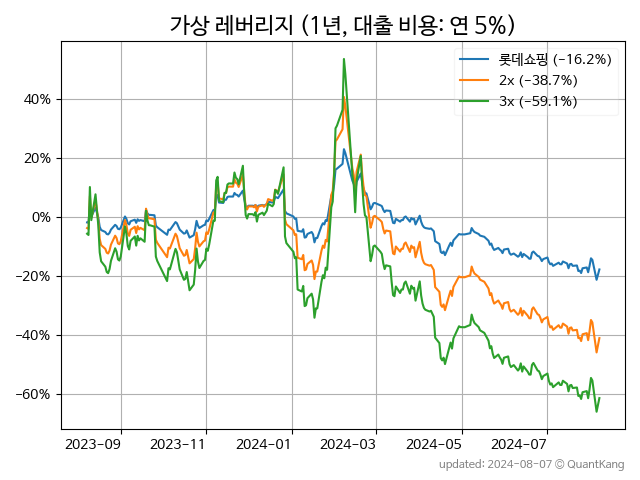 가상 레버리지 (1년, 대출 비용: 연 5%)
롯데쇼핑 (-16.2%)
2x (-38.7%)
3x (-59.1%)
40%
20%
0%
−20%
−40%
−60%
2023-09 2023-11 2024-01 2024-03 2024-05 2024-07
updated: 2024-08-07 © QuantKang